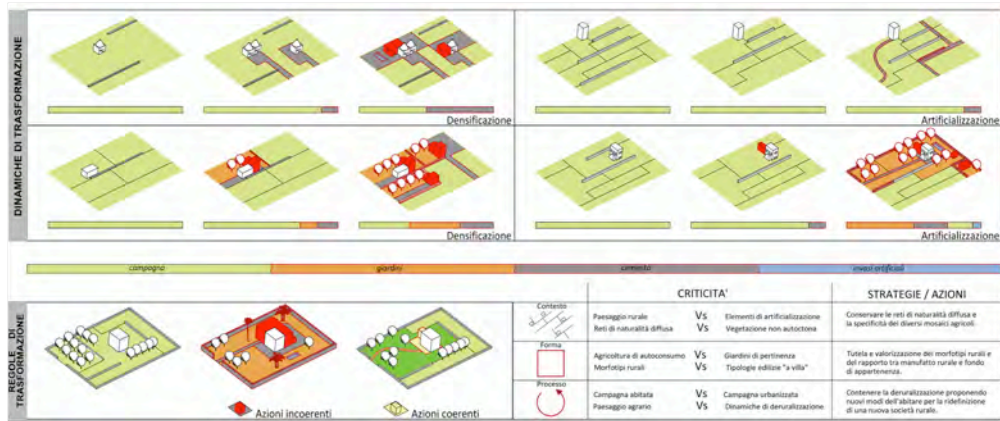 DINAMICHE DI TRASFORMAZIONE
Densificazione
Artificializzazione
Densificazione
Artificializzazione
campagna
giardini
cemento
invasi artificiali
REGOLE DI
TRASFORMAZIONE
Azioni incoerenti
Azioni coerenti
CRITICITA'
STRATEGIE / AZIONI
Contesto
Paesaggio rurale Vs Elementi di artificializzazione
Reti di naturalità diffusa Vs Vegetazione non autoctona
Conservare le reti di naturalità diffusa e
la specificità dei diversi mosaici agricoli.
Forma
Agricoltura di autoconsumo Vs Giardini di pertinenza
Morfotipi rurali Vs Tipologie edilizie "a villa"
Tutela e valorizzazione dei morfotipi rurali e
del rapporto tra manufatto rurale e fondo
di appartenenza.
Processo
Campagna abitata Vs Campagna urbanizzata
Paesaggio agrario Vs Dinamiche di deruralizzazione
Contenere la deruralizzazione proponendo
nuovi modi dell'abitare per la ridefinizione
di una nuova società rurale.